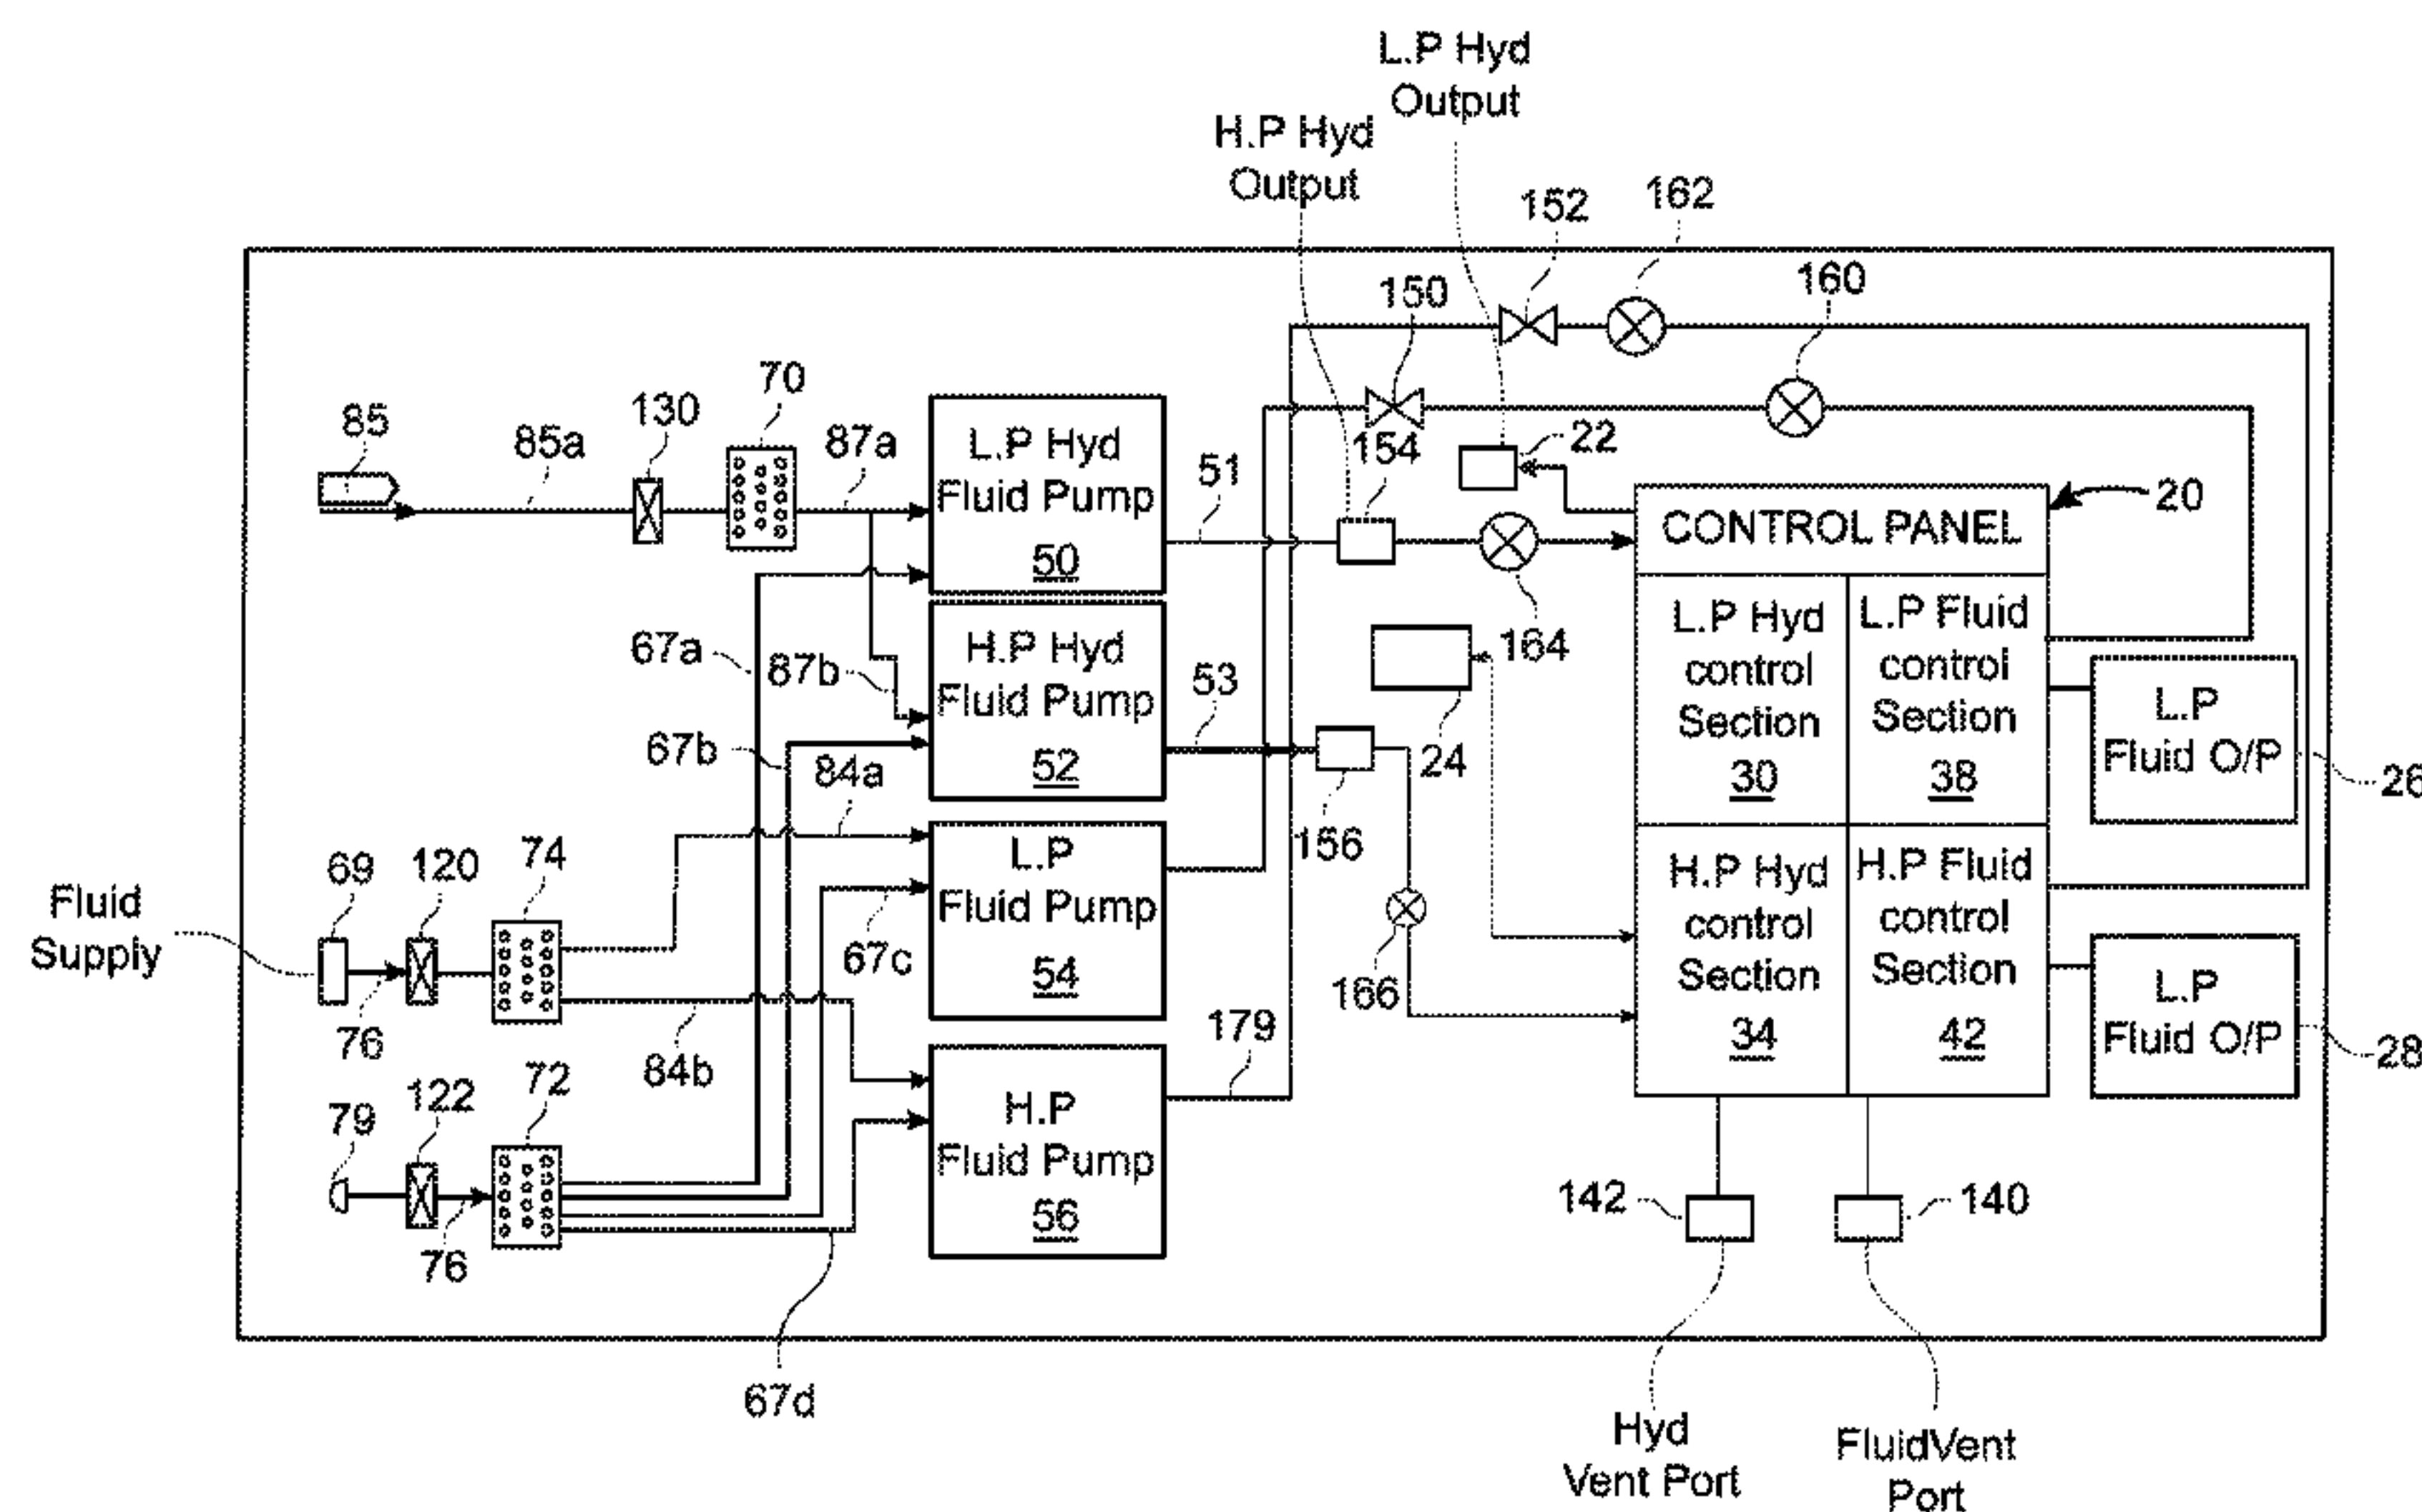 L.P Hyd
Output
H.P Hyd
Output
152
162
150
160
85
85a
130
70
87a
L.P Hyd
Fluid Pump
50
51
154
22
20
CONTROL PANEL
164
67a
87b
H.P Hyd
Fluid Pump
52
53
24
156
L.P Hyd
control
Section
30
L.P Fluid
control
Section
38
L.P
Fluid O/P
26
67b
84a
Fluid
Supply
69
120
74
76
L.P
Fluid Pump
54
67c
84b
166
H.P Hyd
control
Section
34
H.P Fluid
control
Section
42
L.P
Fluid O/P
28
79
122
72
76
H.P
Fluid Pump
56
179
67d
142
140
Hyd
Vent Port
FluidVent
Port